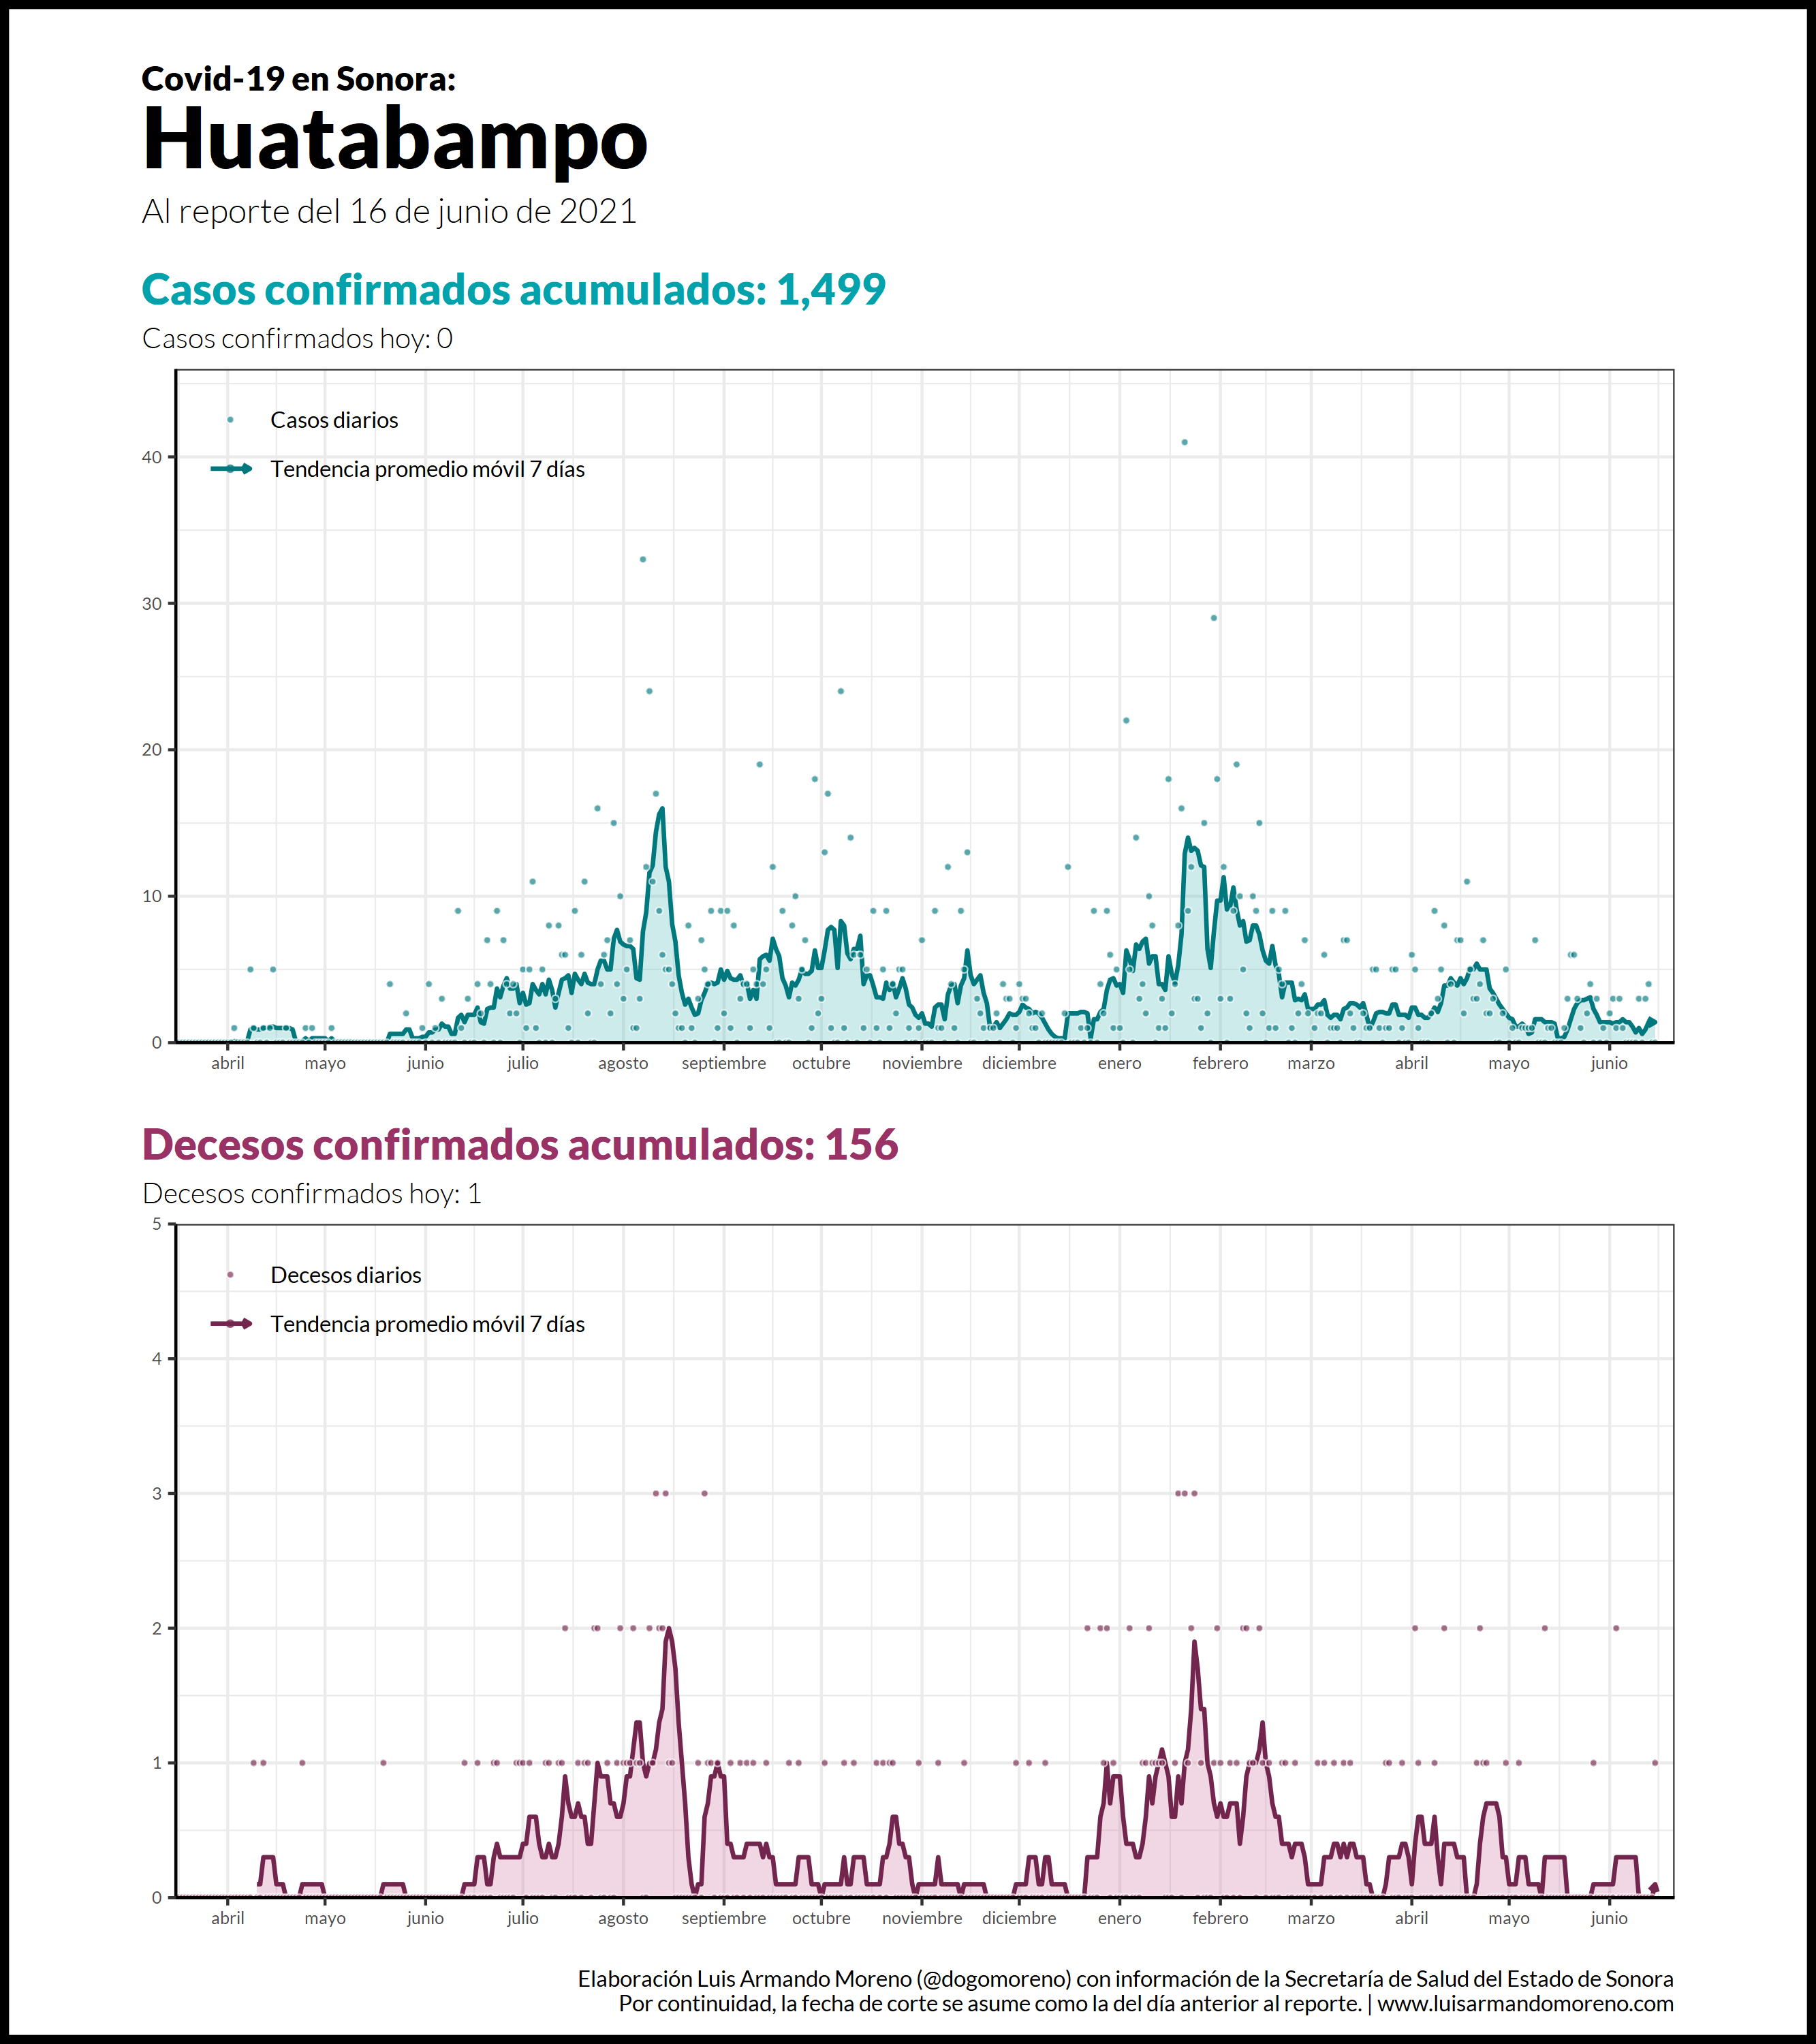 Covid-19 en Sonora:
Huatabampo
Al reporte del 16 de junio de 2021
Casos confirmados acumulados: 1,499
Casos confirmados hoy: 0
Casos diarios
Tendencia promedio móvil 7 días
40
30
20
10
0
abril mayo junio julio agosto septiembre octubre noviembre diciembre enero febrero marzo abril mayo junio
Decesos confirmados acumulados: 156
Decesos confirmados hoy: 1
5
Decesos diarios
Tendencia promedio móvil 7 días
4
3
2
1
0
abril mayo junio julio agosto septiembre octubre noviembre diciembre enero febrero marzo abril mayo junio
Elaboración Luis Armando Moreno (@dogomoreno) con información de la Secretaría de Salud del Estado de Sonora
Por continuidad, la fecha de corte se asume como la del día anterior al reporte. | www.luisarmandomoreno.com